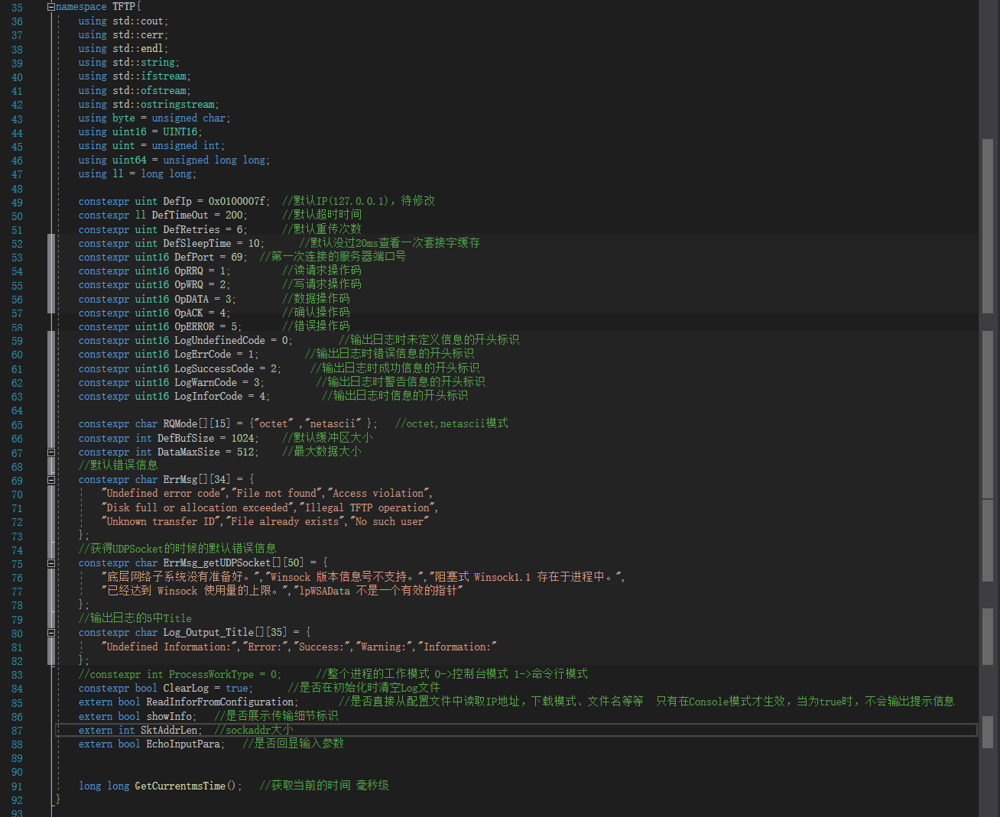 35 namespace TFTP{
36 using std::cout;
37 using std::cerr;
38 using std::endl;
39 using std::string;
40 using std::ifstream;
41 using std::ofstream;
42 using std::ostringstream;
43 using byte = unsigned char;
44 using uint16 = UINT16;
45 using uint = unsigned int;
46 using uint64 = unsigned long long;
47 using ll = long long;
48
49 constexpr uint DefIp = 0x0100007f; //默认IP(127.0.0.1)，待修改
50 constexpr ll DefTimeOut = 200; //默认超时时间
51 constexpr uint DefRetries = 6; //默认重传次数
52 constexpr uint DefSleepTime = 10; //默认没过20ms查看一次套接字缓存
53 constexpr uint16 DefPort = 69; //第一次连接的服务器端口号
54 constexpr uint16 OpRRQ = 1; //读请求操作码
55 constexpr uint16 OpWRQ = 2; //写请求操作码
56 constexpr uint16 OpDATA = 3; //数据操作码
57 constexpr uint16 OpACK = 4; //确认操作码
58 constexpr uint16 OpERROR = 5; //错误操作码
59 constexpr uint16 LogUndefinedCode = 0; //输出日志时未定义信息的开头标识
60 constexpr uint16 LogErrCode = 1; //输出日志时错误信息的开头标识
61 constexpr uint16 LogSuccessCode = 2; //输出日志时成功信息的开头标识
62 constexpr uint16 LogWarnCode = 3; //输出日志时警告信息的开头标识
63 constexpr uint16 LogInforCode = 4; //输出日志时信息的开头标识
64
65 constexpr char RQMode[][15] = {"octet" ,"netascii" }; //octet,netascii模式
66 constexpr int DefBufSize = 1024; //默认缓冲区大小
67 constexpr int DataMaxSize = 512; //最大数据大小
68 //默认错误信息
69 constexpr char ErrMsg[][34] = {
70 "Undefined error code","File not found","Access violation",
71 "Disk full or allocation exceeded","Illegal TFTP operation",
72 "Unknown transfer ID","File already exists","No such user"
73 };
74 //获得UDPSocket的时候的默认错误信息
75 constexpr char ErrMsg_getUDPSocket[][50] = {
76 "底层网络子系统没有准备好。","Winsock 版本信息号不支持。","阻塞式 Winsock1.1 存在于进程中。",
77 "已经达到 Winsock 使用量的上限。","lpWSAData 不是一个有效的指针"
78 };
79 //输出日志的5中Title
80 constexpr char Log_Output_Title[][35] = {
81 "Undefined Information:","Error:","Success:","Warning:","Information:"
82 };
83 //constexpr int ProcessWorkType = 0; //整个进程的工作模式 0->控制台模式 1->命令行模式
84 constexpr bool ClearLog = true; //是否在初始化时清空Log文件
85 extern bool ReadInforFromConfiguration; //是否直接从配置文件中读取IP地址，下载模式、文件名等等 只有在Console模式才生效，当为true时，不会输出提示信息
86 extern bool showInfo; //是否展示传输细节标识
87 extern int SktAddrLen; //sockaddr大小
88 extern bool EchoInputPara; //是否回显输入参数
89
90
91 long long GetCurrentmsTime(); //获取当前的时间 毫秒级
92 }
93